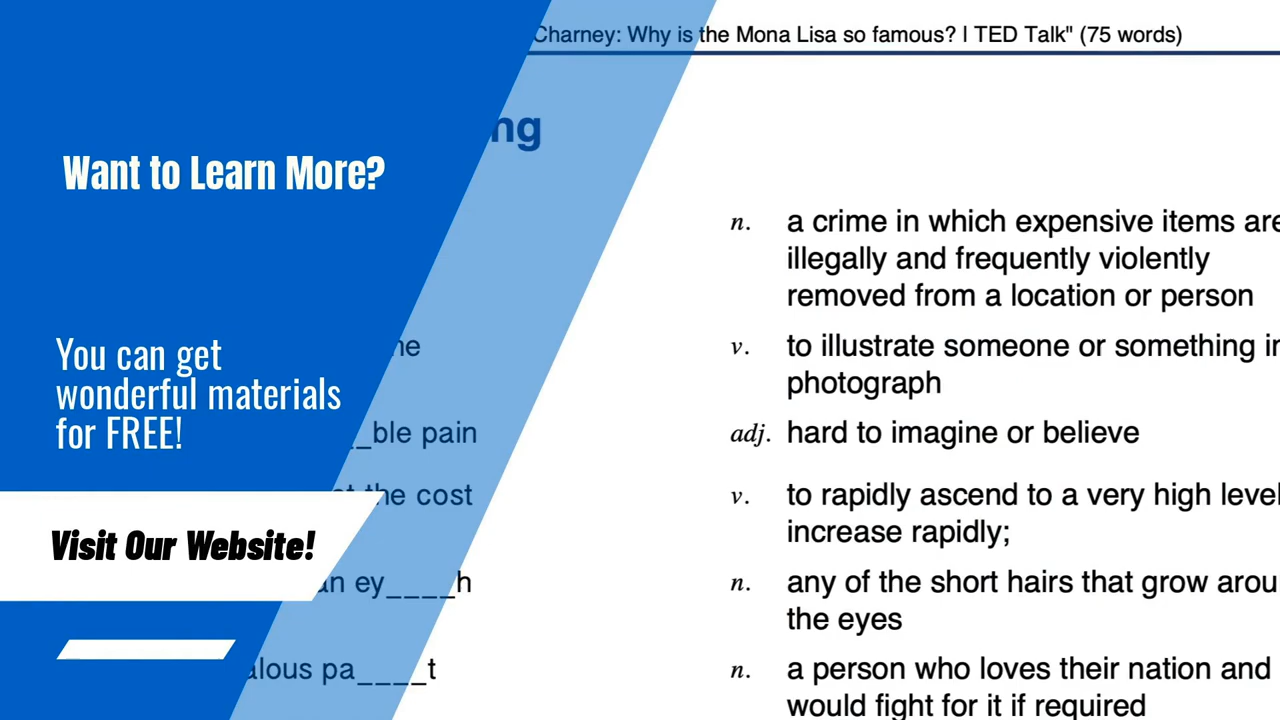 Charney: Why is the Mona Lisa so famous? | TED Talk" (75 words)
Want to Learn More?
You can get
wonderful materials
for FREE!
Visit Our Website!
ng
ne
_ble pain
the cost
an ey____h
alous pa____t
n. a crime in which expensive items are
illegally and frequently violently
removed from a location or person
v. to illustrate someone or something in
photograph
adj. hard to imagine or believe
v. to rapidly ascend to a very high level
increase rapidly;
n. any of the short hairs that grow arou
the eyes
n. a person who loves their nation and
would fight for it if required